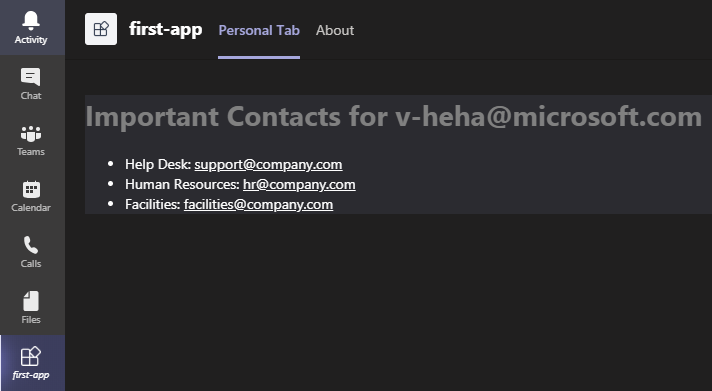 Activity
Chat
Teams
Calendar
Calls
Files
first-app
first-app Personal Tab About
Important Contacts for v-heha@microsoft.com
• Help Desk: support@company.com
• Human Resources: hr@company.com
• Facilities: facilities@company.com